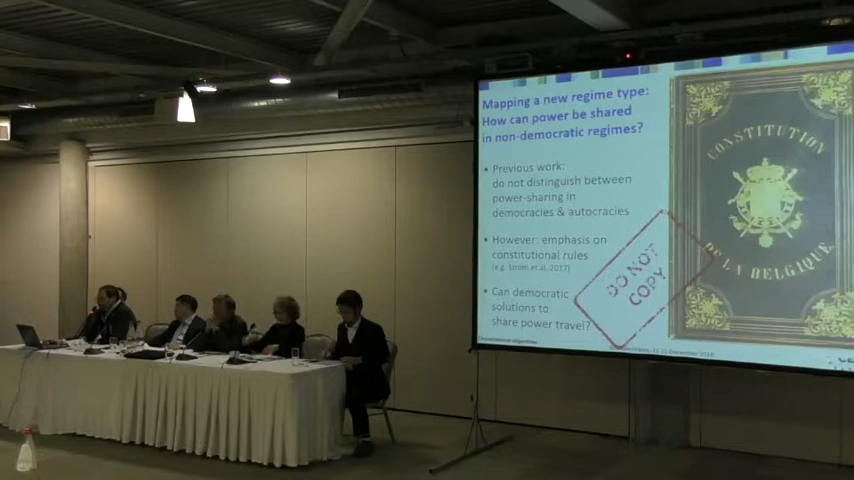 Mapping a new regime type:
How can power be shared
in non-democratic regimes?
• Previous work:
do not distinguish between
power-sharing in
democracies & autocracies
• However: emphasis on
constitutional rules
(e.g. Strøm et al. 2017)
• Can democratic
solutions to
share power travel?
DO NOT
COPY
CONSTITUTION
DE LA BELGIQUE